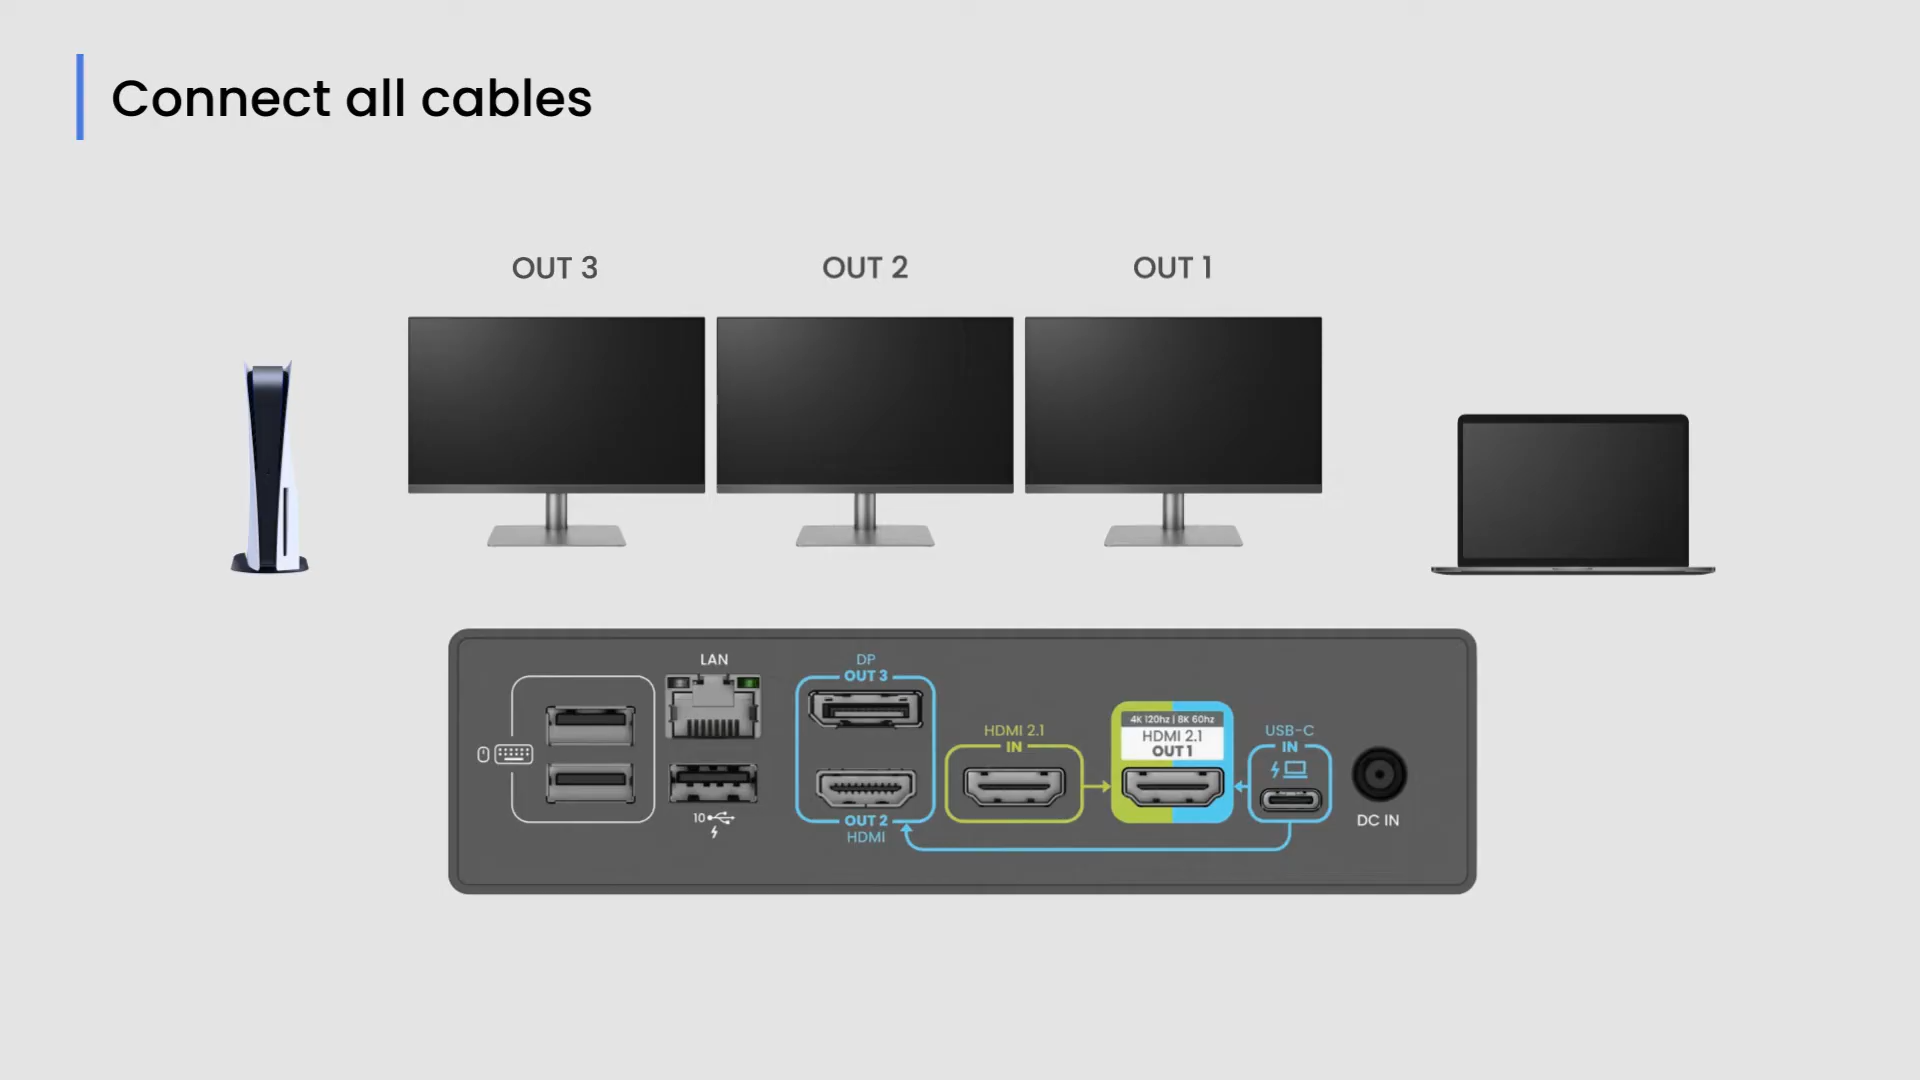 Connect all cables
OUT 3
OUT 2
OUT 1
LAN
10
DP
OUT 3
OUT 2
HDMI
HDMI 2.1
IN
4K 120hz | 8K 60hz
HDMI 2.1
OUT 1
USB-C
IN
DC IN